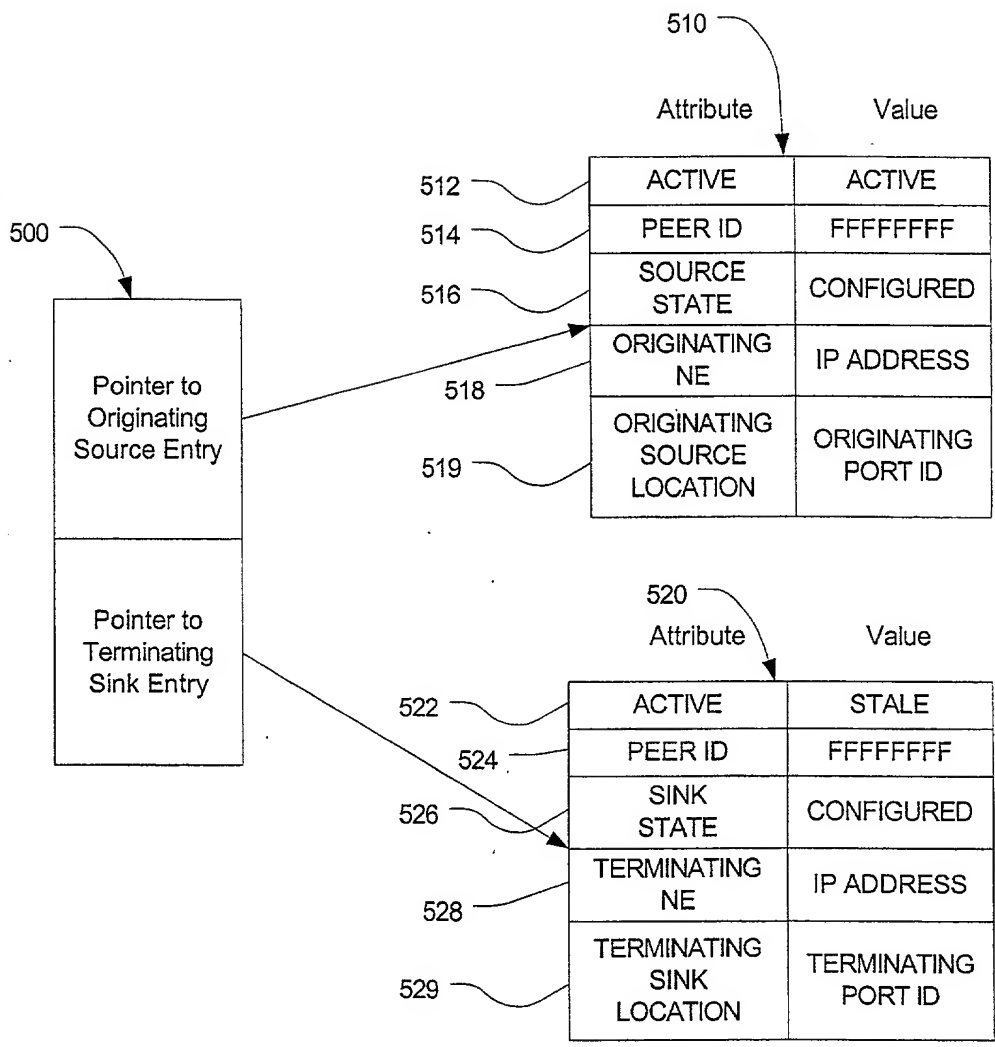 510
Attribute Value
512 ACTIVE ACTIVE
514 PEER ID FFFFFFFF
516 SOURCE STATE CONFIGURED
518 ORIGINATING NE IP ADDRESS
519 ORIGINATING SOURCE LOCATION ORIGINATING PORT ID
500
Pointer to
Originating
Source Entry
Pointer to
Terminating
Sink Entry
520
Attribute Value
522 ACTIVE STALE
524 PEER ID FFFFFFFF
526 SINK STATE CONFIGURED
528 TERMINATING NE IP ADDRESS
529 TERMINATING SINK LOCATION TERMINATING PORT ID